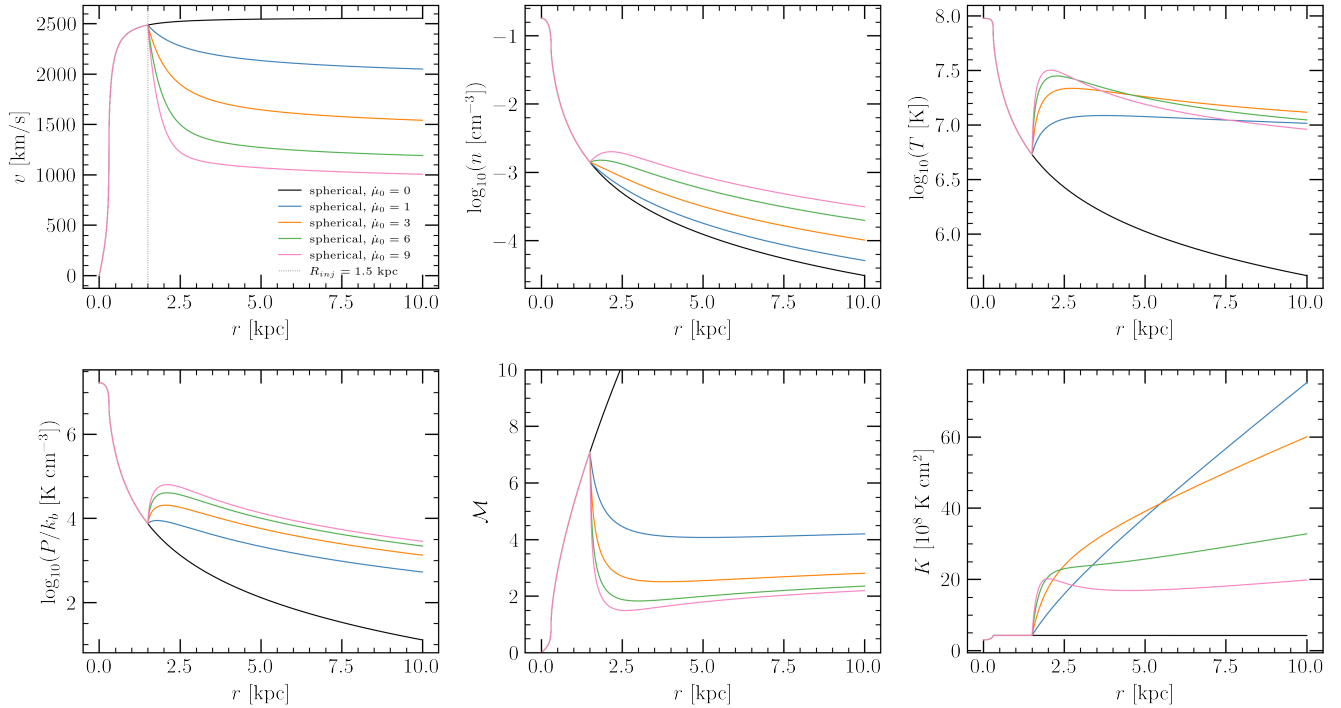 2500
2000
1500
1000
500
0
v [km/s]
0.0 2.5 5.0 7.5 10.0
r [kpc]
spherical, μ̇₀ = 0
spherical, μ̇₀ = 1
spherical, μ̇₀ = 3
spherical, μ̇₀ = 6
spherical, μ̇₀ = 9
R_inj = 1.5 kpc
−1
−2
−3
−4
log₁₀(n [cm⁻³])
0.0 2.5 5.0 7.5 10.0
r [kpc]
8.0
7.5
7.0
6.5
6.0
log₁₀(T [K])
0.0 2.5 5.0 7.5 10.0
r [kpc]
6
4
2
log₁₀(P/k_b [K cm⁻³])
0.0 2.5 5.0 7.5 10.0
r [kpc]
10
8
6
4
2
0
ℳ
0.0 2.5 5.0 7.5 10.0
r [kpc]
80
60
40
20
0
K [10⁸ K cm²]
0.0 2.5 5.0 7.5 10.0
r [kpc]